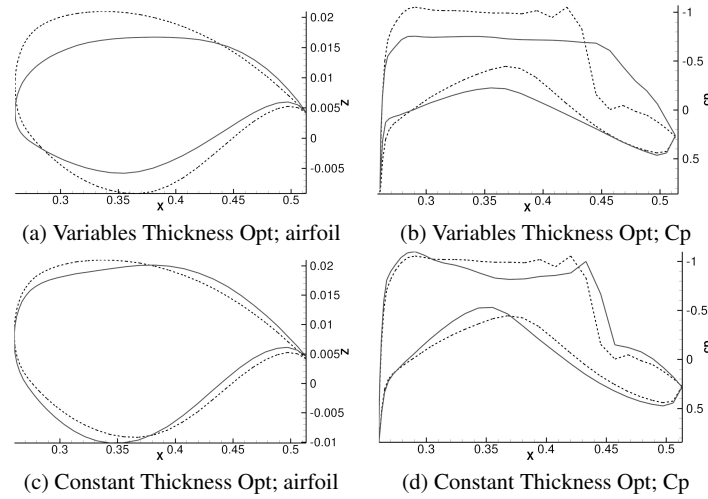 0.02
0.015
0.01
0.005
0
-0.005
z
0.3 0.35 0.4 0.45 0.5
x
-1
-0.5
0
0.5
cp
0.3 0.35 0.4 0.45 0.5
x
(a) Variables Thickness Opt; airfoil
(b) Variables Thickness Opt; Cp
0.02
0.015
0.01
0.005
0
-0.005
-0.01
z
0.3 0.35 0.4 0.45 0.5
x
-1
-0.5
0
0.5
cp
0.3 0.35 0.4 0.45 0.5
x
(c) Constant Thickness Opt; airfoil
(d) Constant Thickness Opt; Cp